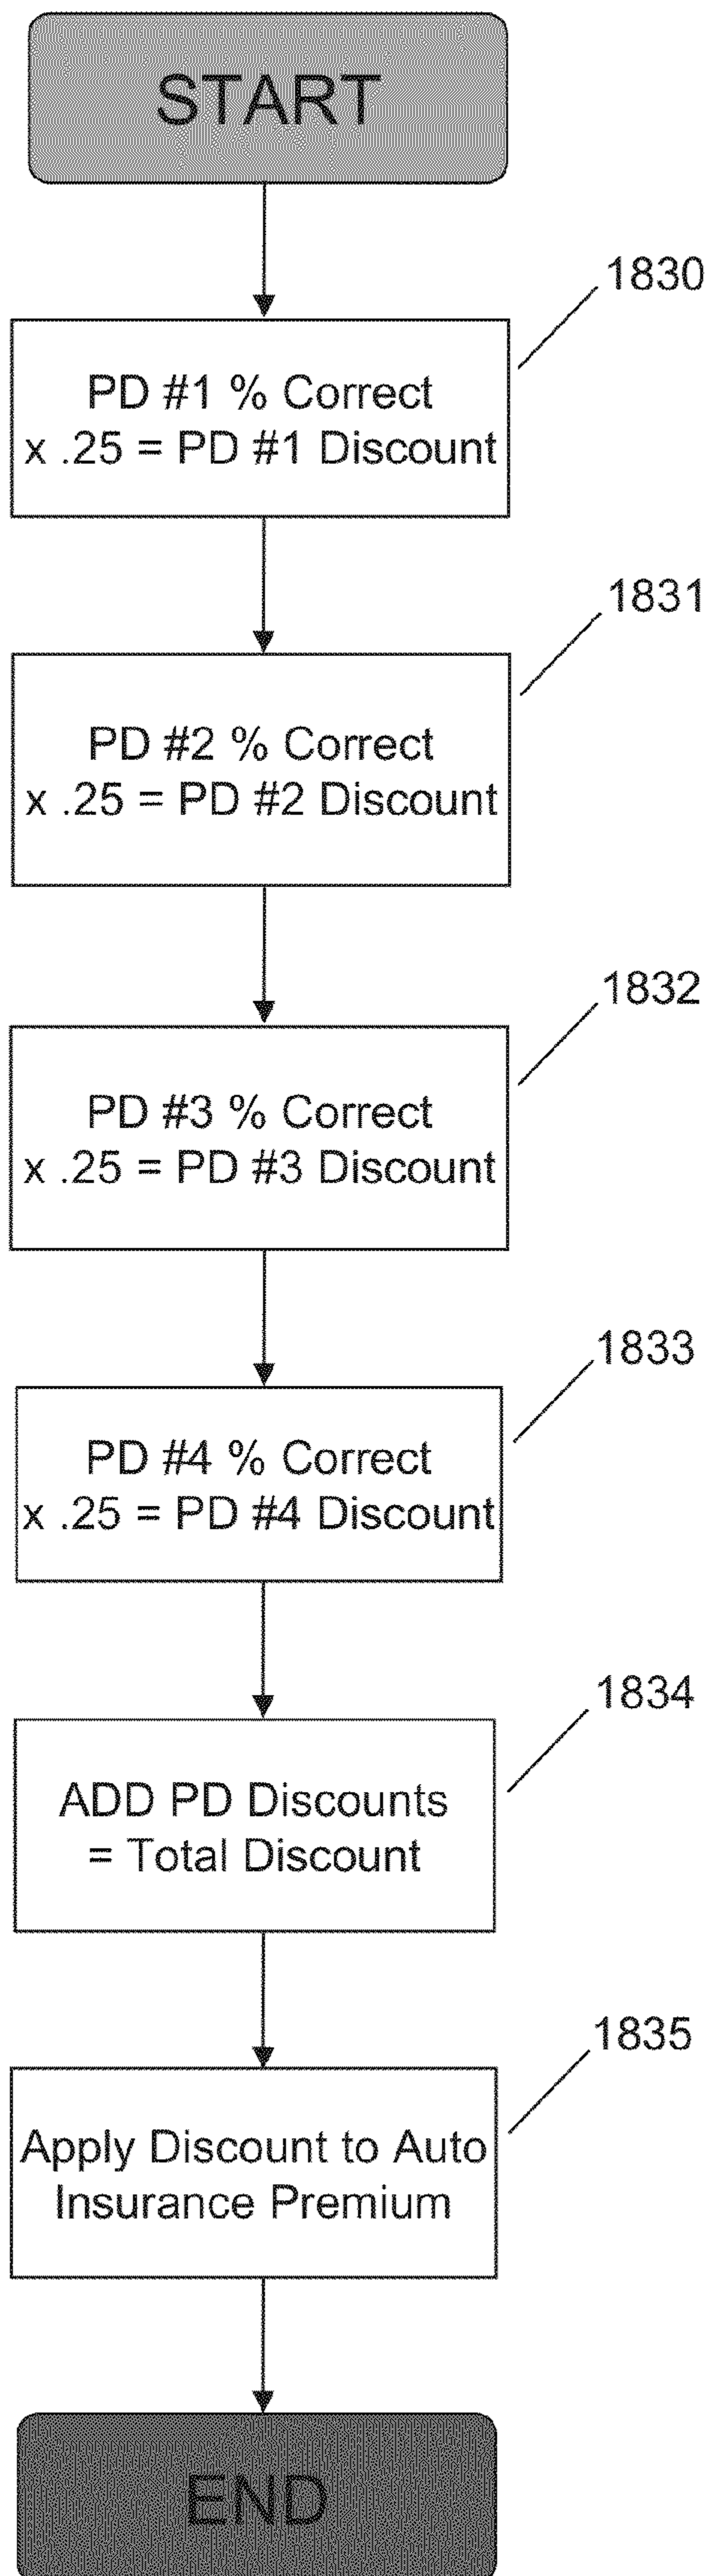 START
1830
PD #1 % Correct
x .25 = PD #1 Discount
1831
PD #2 % Correct
x .25 = PD #2 Discount
1832
PD #3 % Correct
x .25 = PD #3 Discount
1833
PD #4 % Correct
x .25 = PD #4 Discount
1834
ADD PD Discounts
= Total Discount
1835
Apply Discount to Auto
Insurance Premium
END